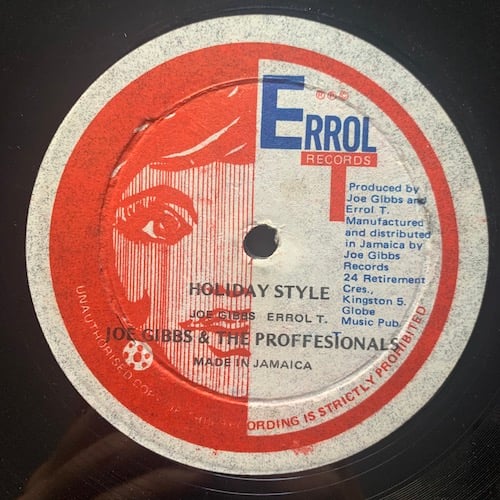 ERROL
RECORDS
T
Produced by
Joe Gibbs and
Errol T.
Manufactured
and distributed
in Jamaica by
Joe Gibbs
Records
24 Retirement
Cres.,
Kingston 5.
Globe
Music Pub.
HOLIDAY STYLE
JOE GIBBS ERROL T.
JOE GIBBS & THE PROFFESIONALS
MADE IN JAMAICA
UNAUTHORISED RECORDING IS STRICTLY PROHIBITED